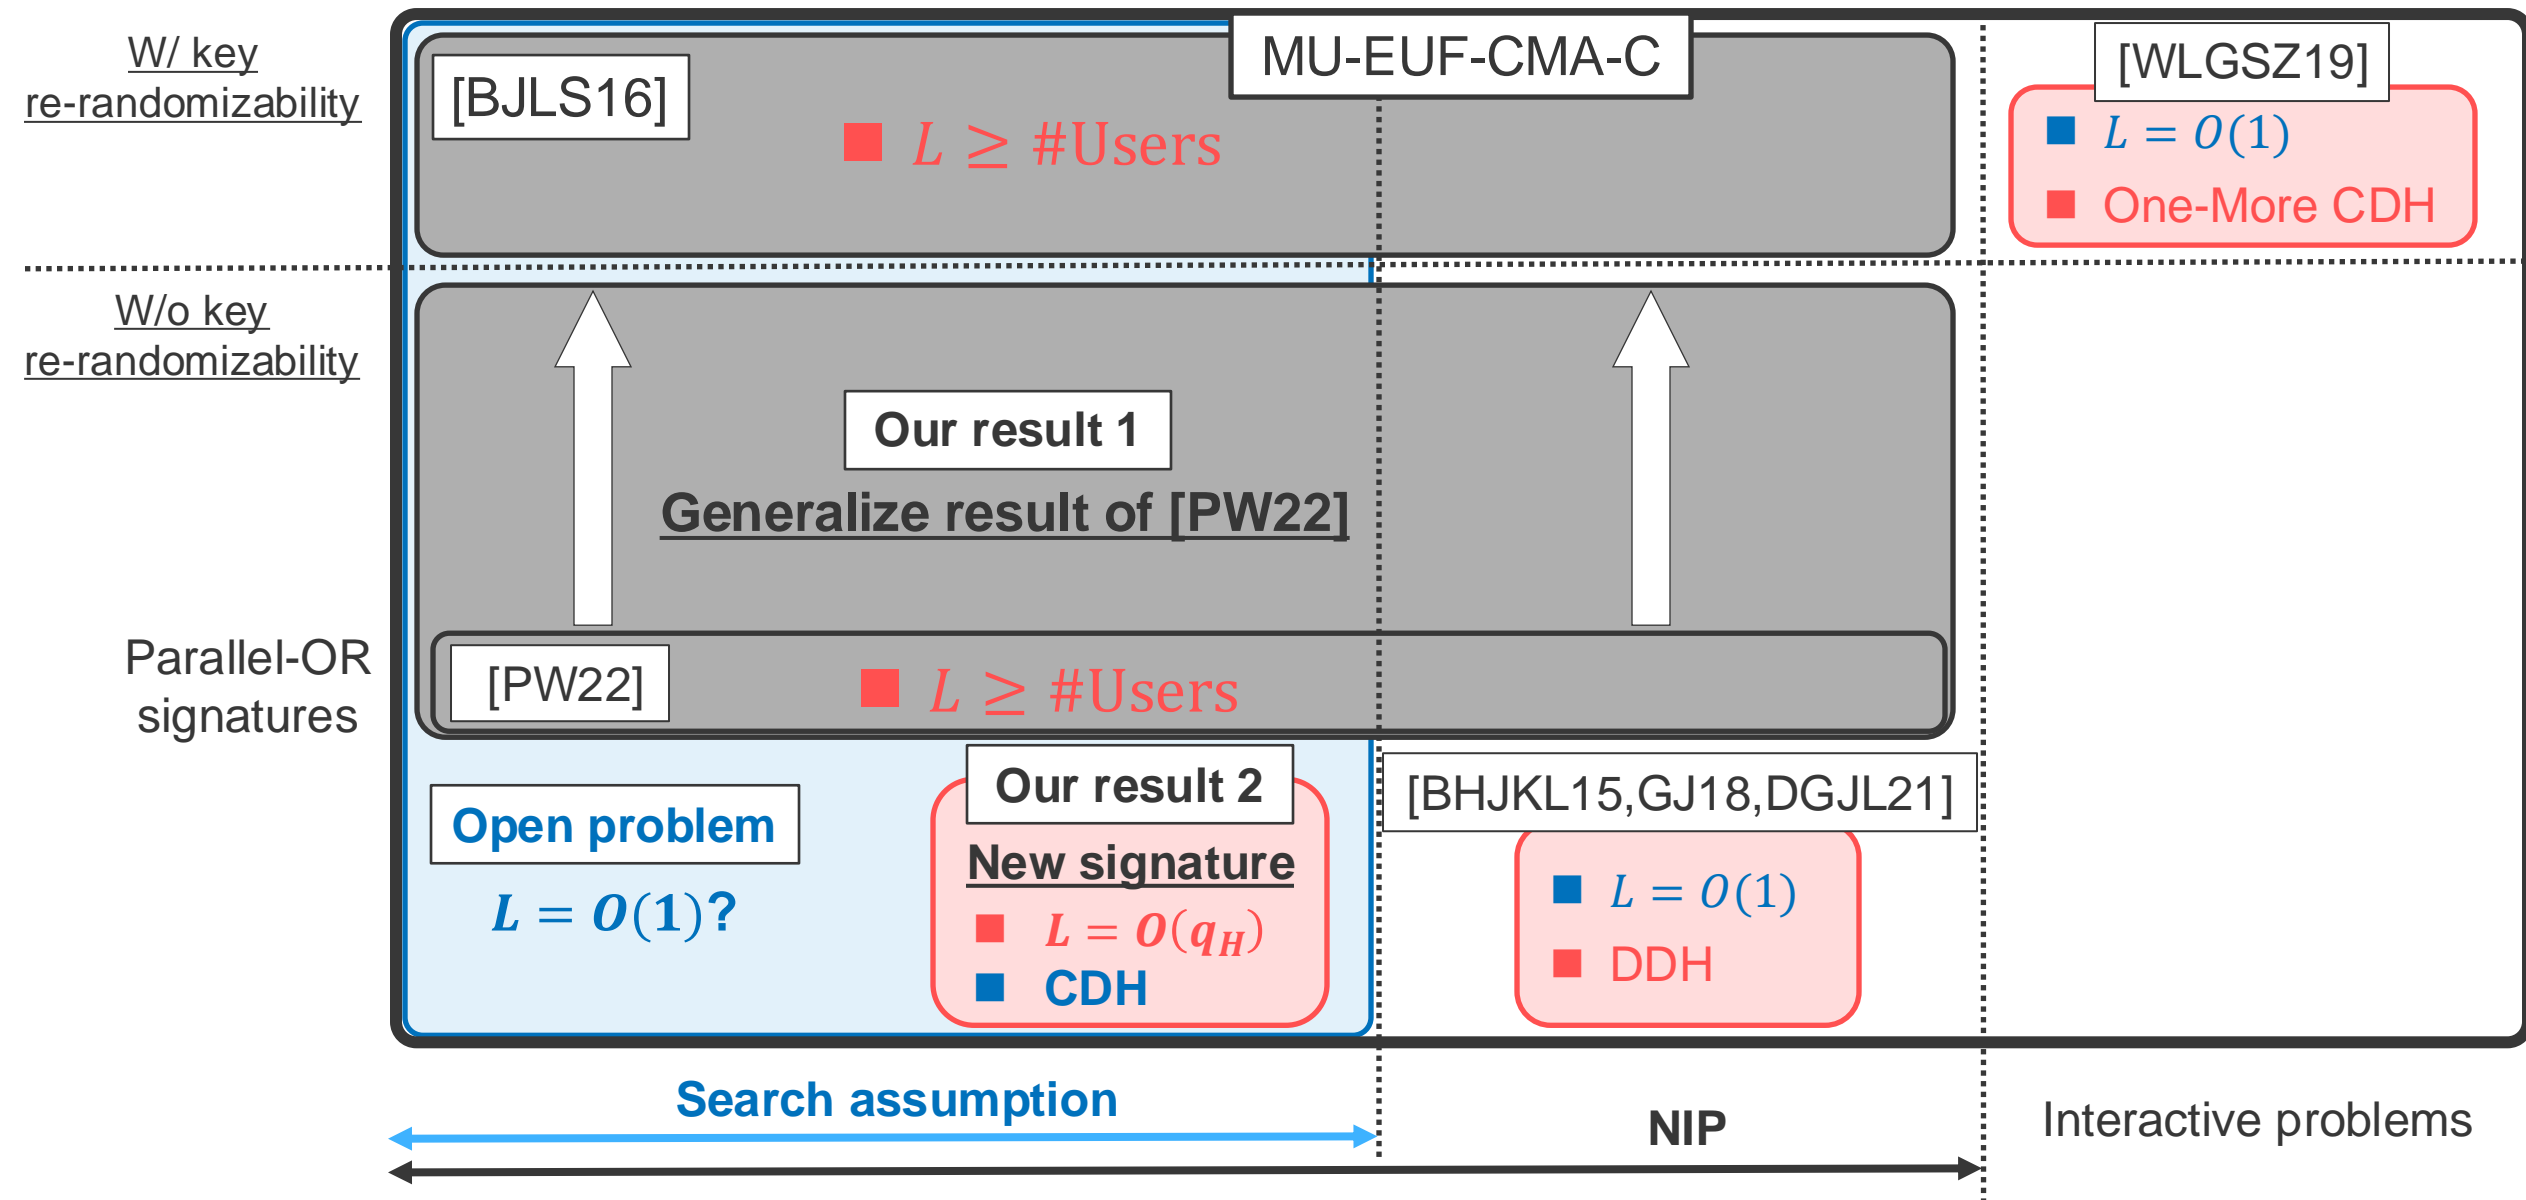 W/ key
re-randomizability
[BJLS16]
MU-EUF-CMA-C
[WLGSZ19]
■ L ≥ #Users
■ L = O(1)
■ One-More CDH
W/o key
re-randomizability
Our result 1
Generalize result of [PW22]
Parallel-OR
signatures
[PW22]
■ L ≥ #Users
Open problem
L = O(1)?
Our result 2
New signature
■ L = O(q_H)
■ CDH
[BHJKL15,GJ18,DGJL21]
■ L = O(1)
■ DDH
Search assumption
NIP
Interactive problems